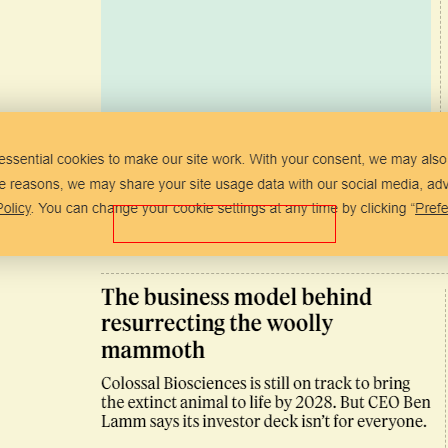 essential cookies to make our site work. With your consent, we may also
reasons, we may share your site usage data with our social media,
Policy. You can change your cookie settings at any time by clicking “Prefe
The business model behind
resurrecting the woolly
mammoth
Colossal Biosciences is still on track to bring
the extinct animal to life by 2028. But CEO Ben
Lamm says its investor deck isn’t for everyone.